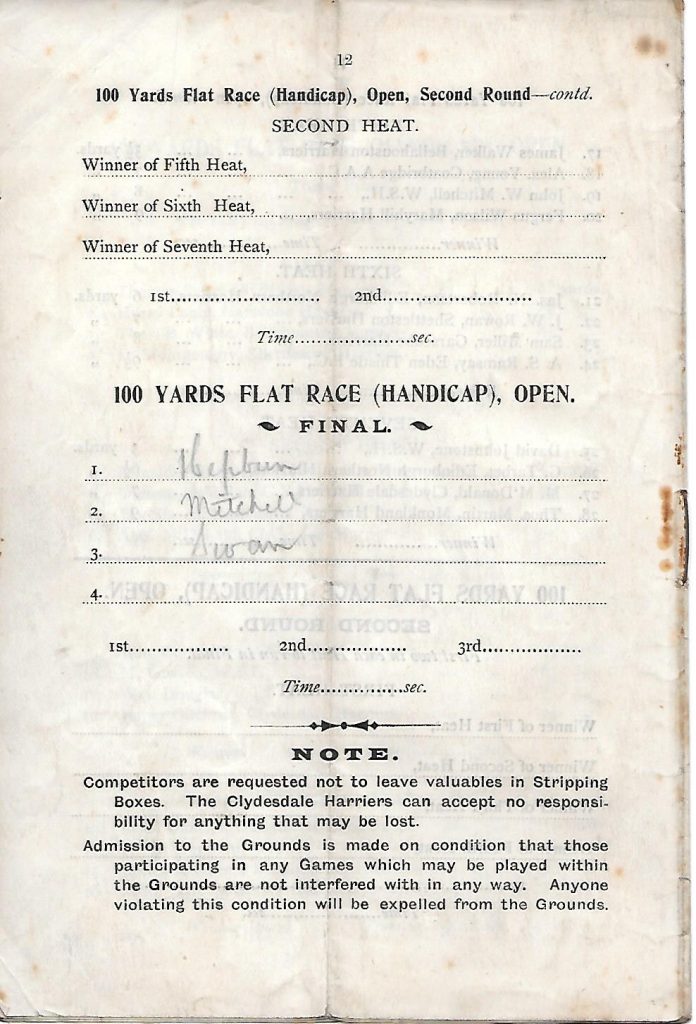 12
100 Yards Flat Race (Handicap), Open, Second Round—contd.
SECOND HEAT.
Winner of Fifth Heat,
Winner of Sixth Heat,
Winner of Seventh Heat,
1st.............................. 2nd..............................
Time.......................sec.
100 YARDS FLAT RACE (HANDICAP), OPEN.
FINAL.
1. Hepburn
2. Mitchell
3. Swan
4.
1st.................. 2nd.................. 3rd..................
Time...............sec.
NOTE.
Competitors are requested not to leave valuables in Stripping
Boxes. The Clydesdale Harriers can accept no responsi-
bility for anything that may be lost.
Admission to the Grounds is made on condition that those
participating in any Games which may be played within
the Grounds are not interfered with in any way. Anyone
violating this condition will be expelled from the Grounds.